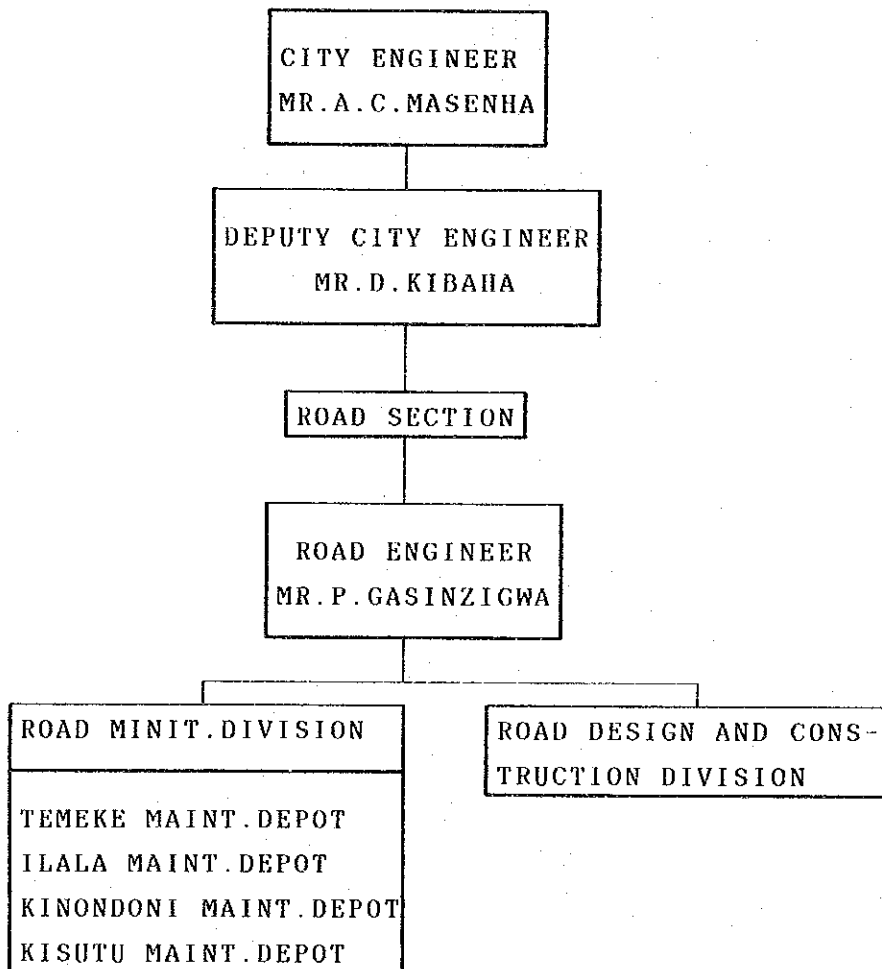 CITY ENGINEER
MR.A.C.MASENHA
DEPUTY CITY ENGINEER
MR.D.KIBAHA
ROAD SECTION
ROAD ENGINEER
MR.P.GASINZIGWA
ROAD MINIT.DIVISION
TEMEKE MAINT.DEPOT
ILALA MAINT.DEPOT
KINONDONI MAINT.DEPOT
KISUTU MAINT.DEPOT
ROAD DESIGN AND CONS-
TRUCTION DIVISION